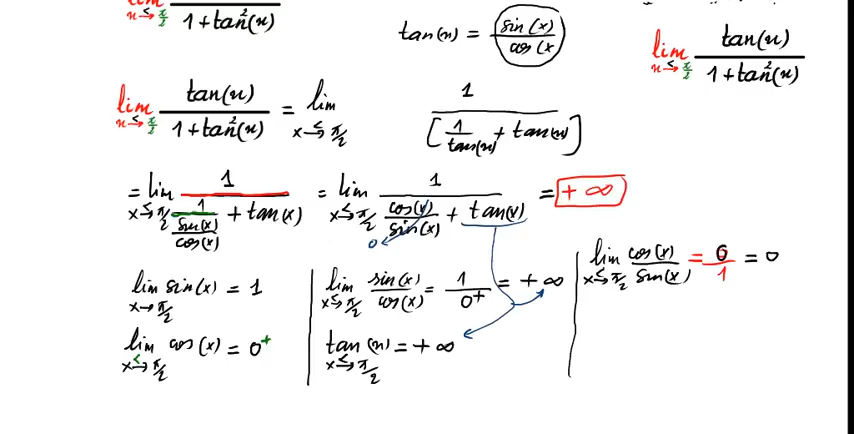 lim x→<π/2 1+tan²(x)
tan(x) = sin(x)/cos(x
lim x→<π/2 tan(x)/(1+tan²(x))
lim x→<π/2 tan(x)/(1+tan²(x)) = lim x→<π/2 1/[1/tan(x) + tan(x)]
= lim x→<π/2 1/(1/(sin(x)/cos(x)) + tan(x)) = lim x→<π/2 1/(cos(x)/sin(x) + tan(x)) = +∞
0
lim x→<π/2 cos(x)/sin(x) = 0/1 = 0
lim x→π/2 sin(x) = 1
lim x→<π/2 sin(x)/cos(x) = 1/0⁺ = +∞
lim x→<π/2 cos(x) = 0⁺
tan(x) x→<π/2 = +∞